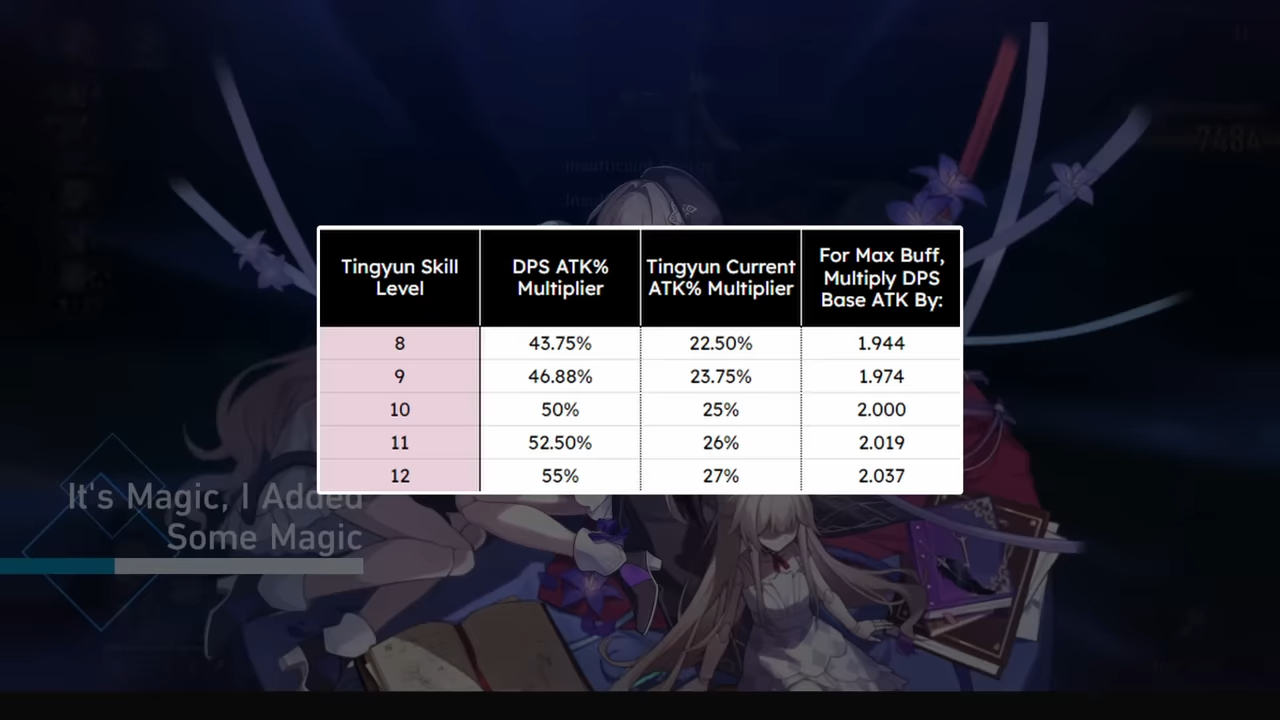 7484
Tingyun Skill Level
DPS ATK% Multiplier
Tingyun Current ATK% Multiplier
For Max Buff, Multiply DPS Base ATK By:
8 43.75% 22.50% 1.944
9 46.88% 23.75% 1.974
10 50% 25% 2.000
11 52.50% 26% 2.019
12 55% 27% 2.037
It's Magic, I Added
Some Magic